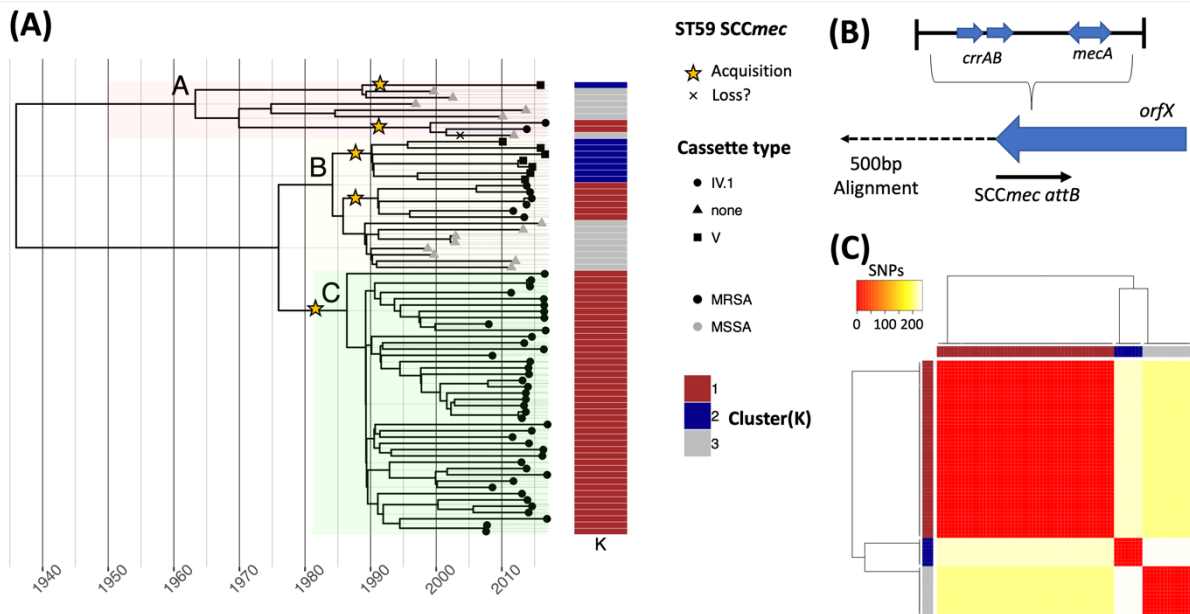 (A)
A
B
C
1940
1950
1960
1970
1980
1990
2000
2010
K
ST59 SCCmec
Acquisition
Loss?
Cassette type
IV.1
none
V
MRSA
MSSA
1
2
3
Cluster(K)
(B)
crrAB
mecA
orfX
500bp
Alignment
SCCmec attB
(C)
SNPs
0
100
200